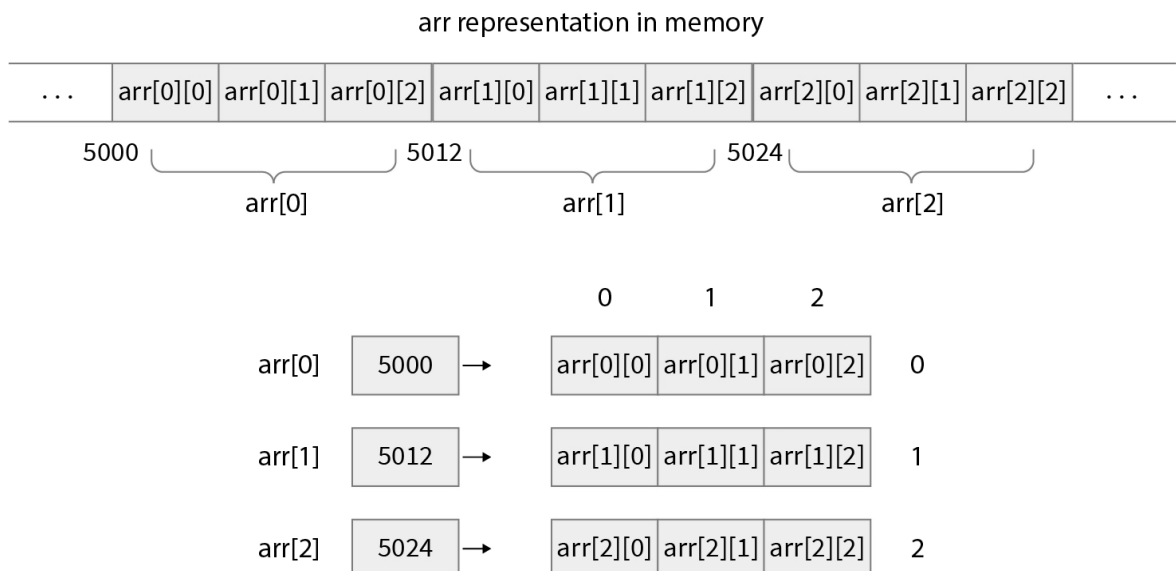 arr representation in memory
... arr[0][0] arr[0][1] arr[0][2] arr[1][0] arr[1][1] arr[1][2] arr[2][0] arr[2][1] arr[2][2] ...
5000 5012 5024
arr[0] arr[1] arr[2]
0 1 2
arr[0] 5000 arr[0][0] arr[0][1] arr[0][2] 0
arr[1] 5012 arr[1][0] arr[1][1] arr[1][2] 1
arr[2] 5024 arr[2][0] arr[2][1] arr[2][2] 2